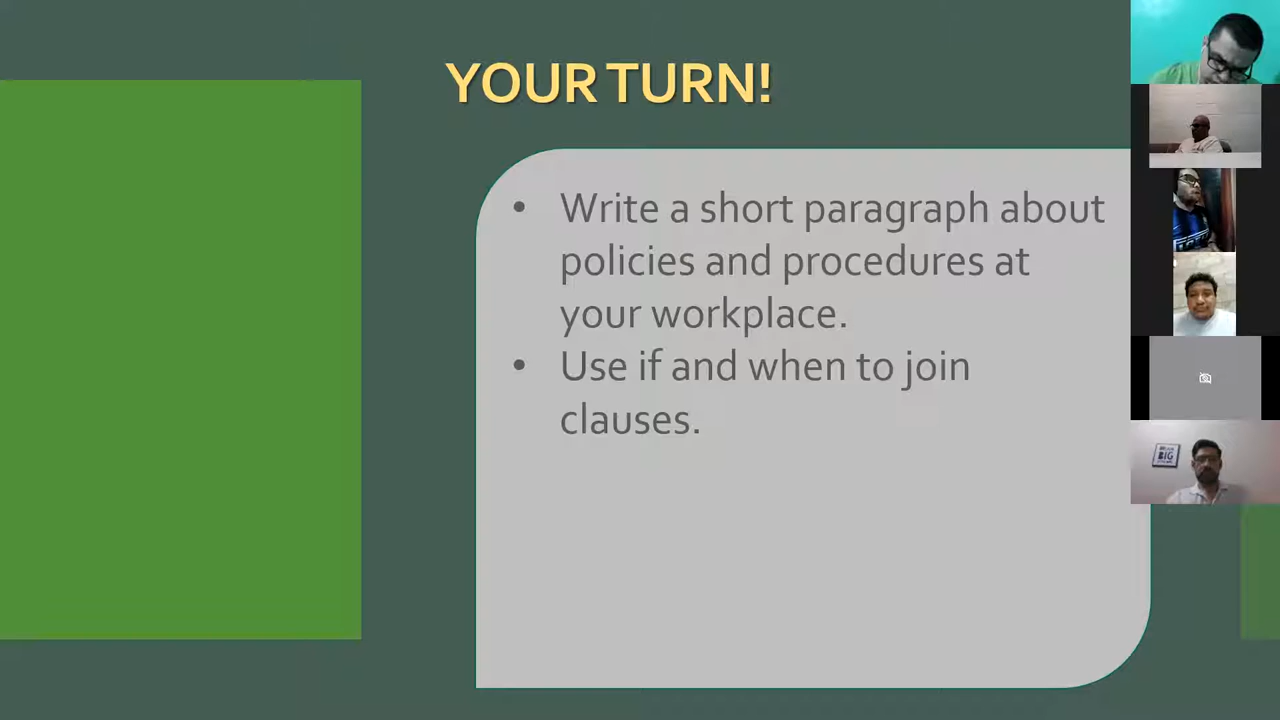 YOUR TURN!
• Write a short paragraph about
policies and procedures at
your workplace.
• Use if and when to join
clauses.
BIG